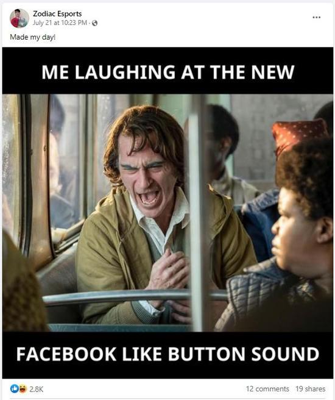 Zodiac Esports
July 21 at 10:23 PM ·
Made my day!
ME LAUGHING AT THE NEW
FACEBOOK LIKE BUTTON SOUND
2.8K
12 comments 19 shares